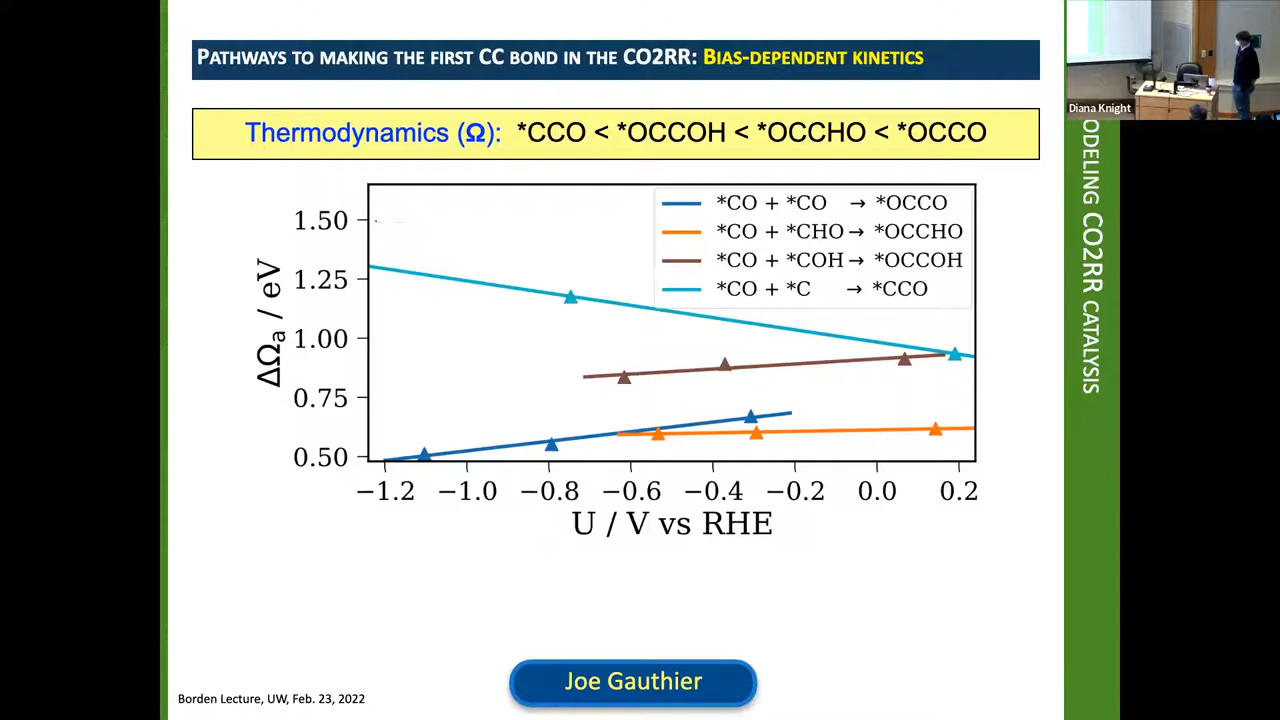 PATHWAYS TO MAKING THE FIRST CC BOND IN THE CO2RR: BIAS-DEPENDENT KINETICS
Diana Knight
Thermodynamics (Ω): *CCO < *OCCOH < *OCCHO < *OCCO
ODELING CO2RR CATALYSIS
*CO + *CO → *OCCO
*CO + *CHO → *OCCHO
*CO + *COH → *OCCOH
*CO + *C → *CCO
ΔΩₐ / eV
1.50
1.25
1.00
0.75
0.50
−1.2 −1.0 −0.8 −0.6 −0.4 −0.2 0.0 0.2
U / V vs RHE
Joe Gauthier
Borden Lecture, UW, Feb. 23, 2022